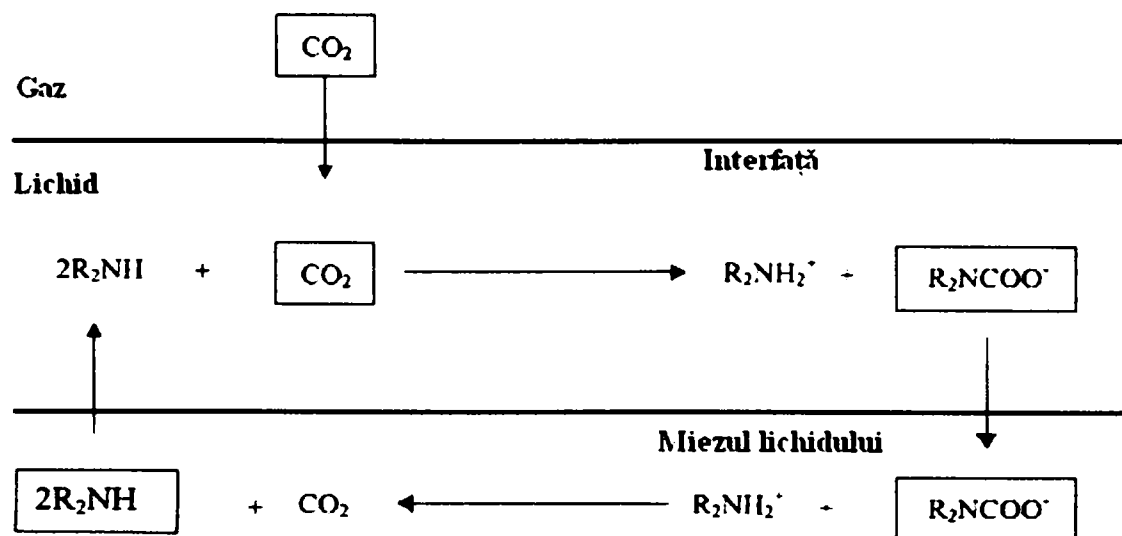 CO₂
Gaz
Interfață
Lichid
2R₂NH + CO₂ R₂NH₂⁺ + R₂NCOO⁻
Miezul lichidului
2R₂NH + CO₂ R₂NH₂⁺ + R₂NCOO⁻